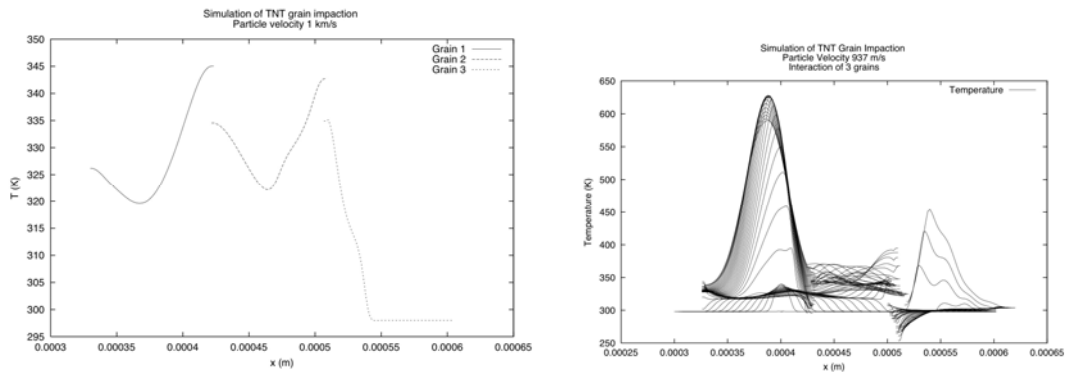 Simulation of TNT grain impaction
Particle velocity 1 km/s
350
345
340
335
330
325
320
315
310
305
300
295
T (K)
Grain 1
Grain 2
Grain 3
0.0003
0.00035
0.0004
0.00045
0.0005
0.00055
0.0006
0.00065
x (m)
Simulation of TNT Grain Impaction
Particle Velocity 937 m/s
Interaction of 3 grains
650
600
550
500
450
400
350
300
250
Temperature (K)
Temperature
0.00025
0.0003
0.00035
0.0004
0.00045
0.0005
0.00055
0.0006
0.00065
x (m)